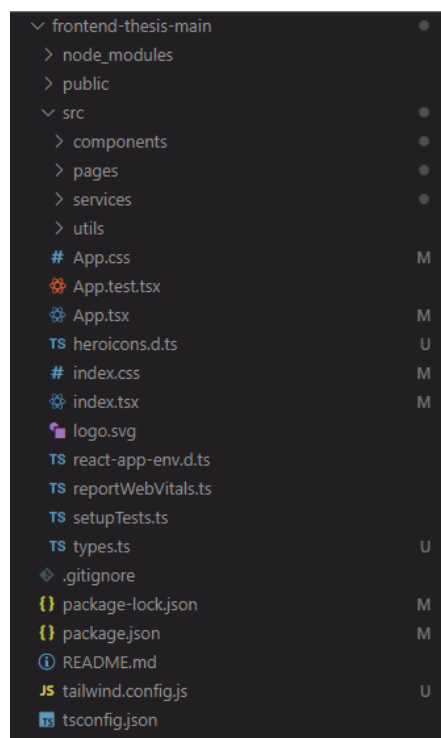 frontend-thesis-main
node_modules
public
src
components
pages
services
utils
# App.css M
App.test.tsx
App.tsx M
TS heroicons.d.ts U
# index.css M
index.tsx M
logo.svg
TS react-app-env.d.ts
TS reportWebVitals.ts
TS setupTests.ts
TS types.ts U
.gitignore
{} package-lock.json M
{} package.json M
README.md
JS tailwind.config.js U
TS tsconfig.json